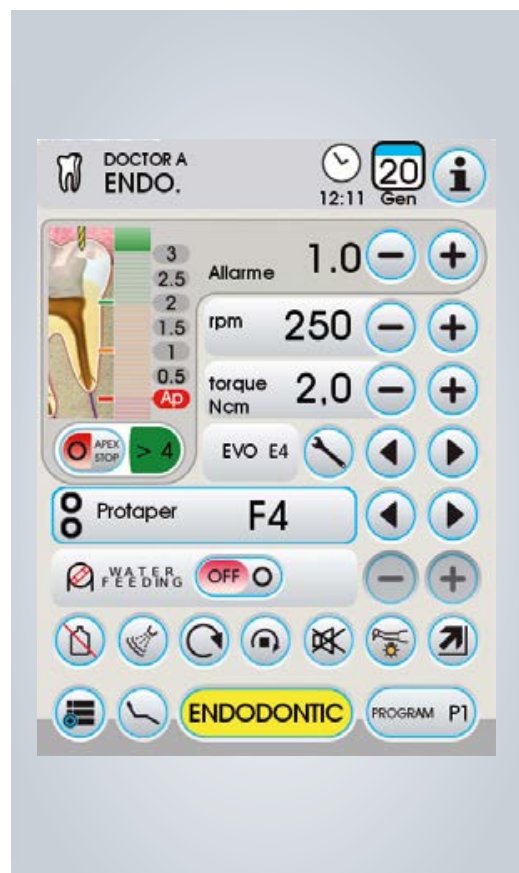 DOCTOR A
ENDO.
12:11
20
Gen
i
3
2.5
2
1.5
1
0.5
Ap
Allarme 1.0 - +
rpm 250 - +
torque
Ncm 2,0 - +
APEX
STOP
> 4
EVO E4
Protaper F4
WATER
FEEDING OFF - +
ENDODONTIC
PROGRAM P1